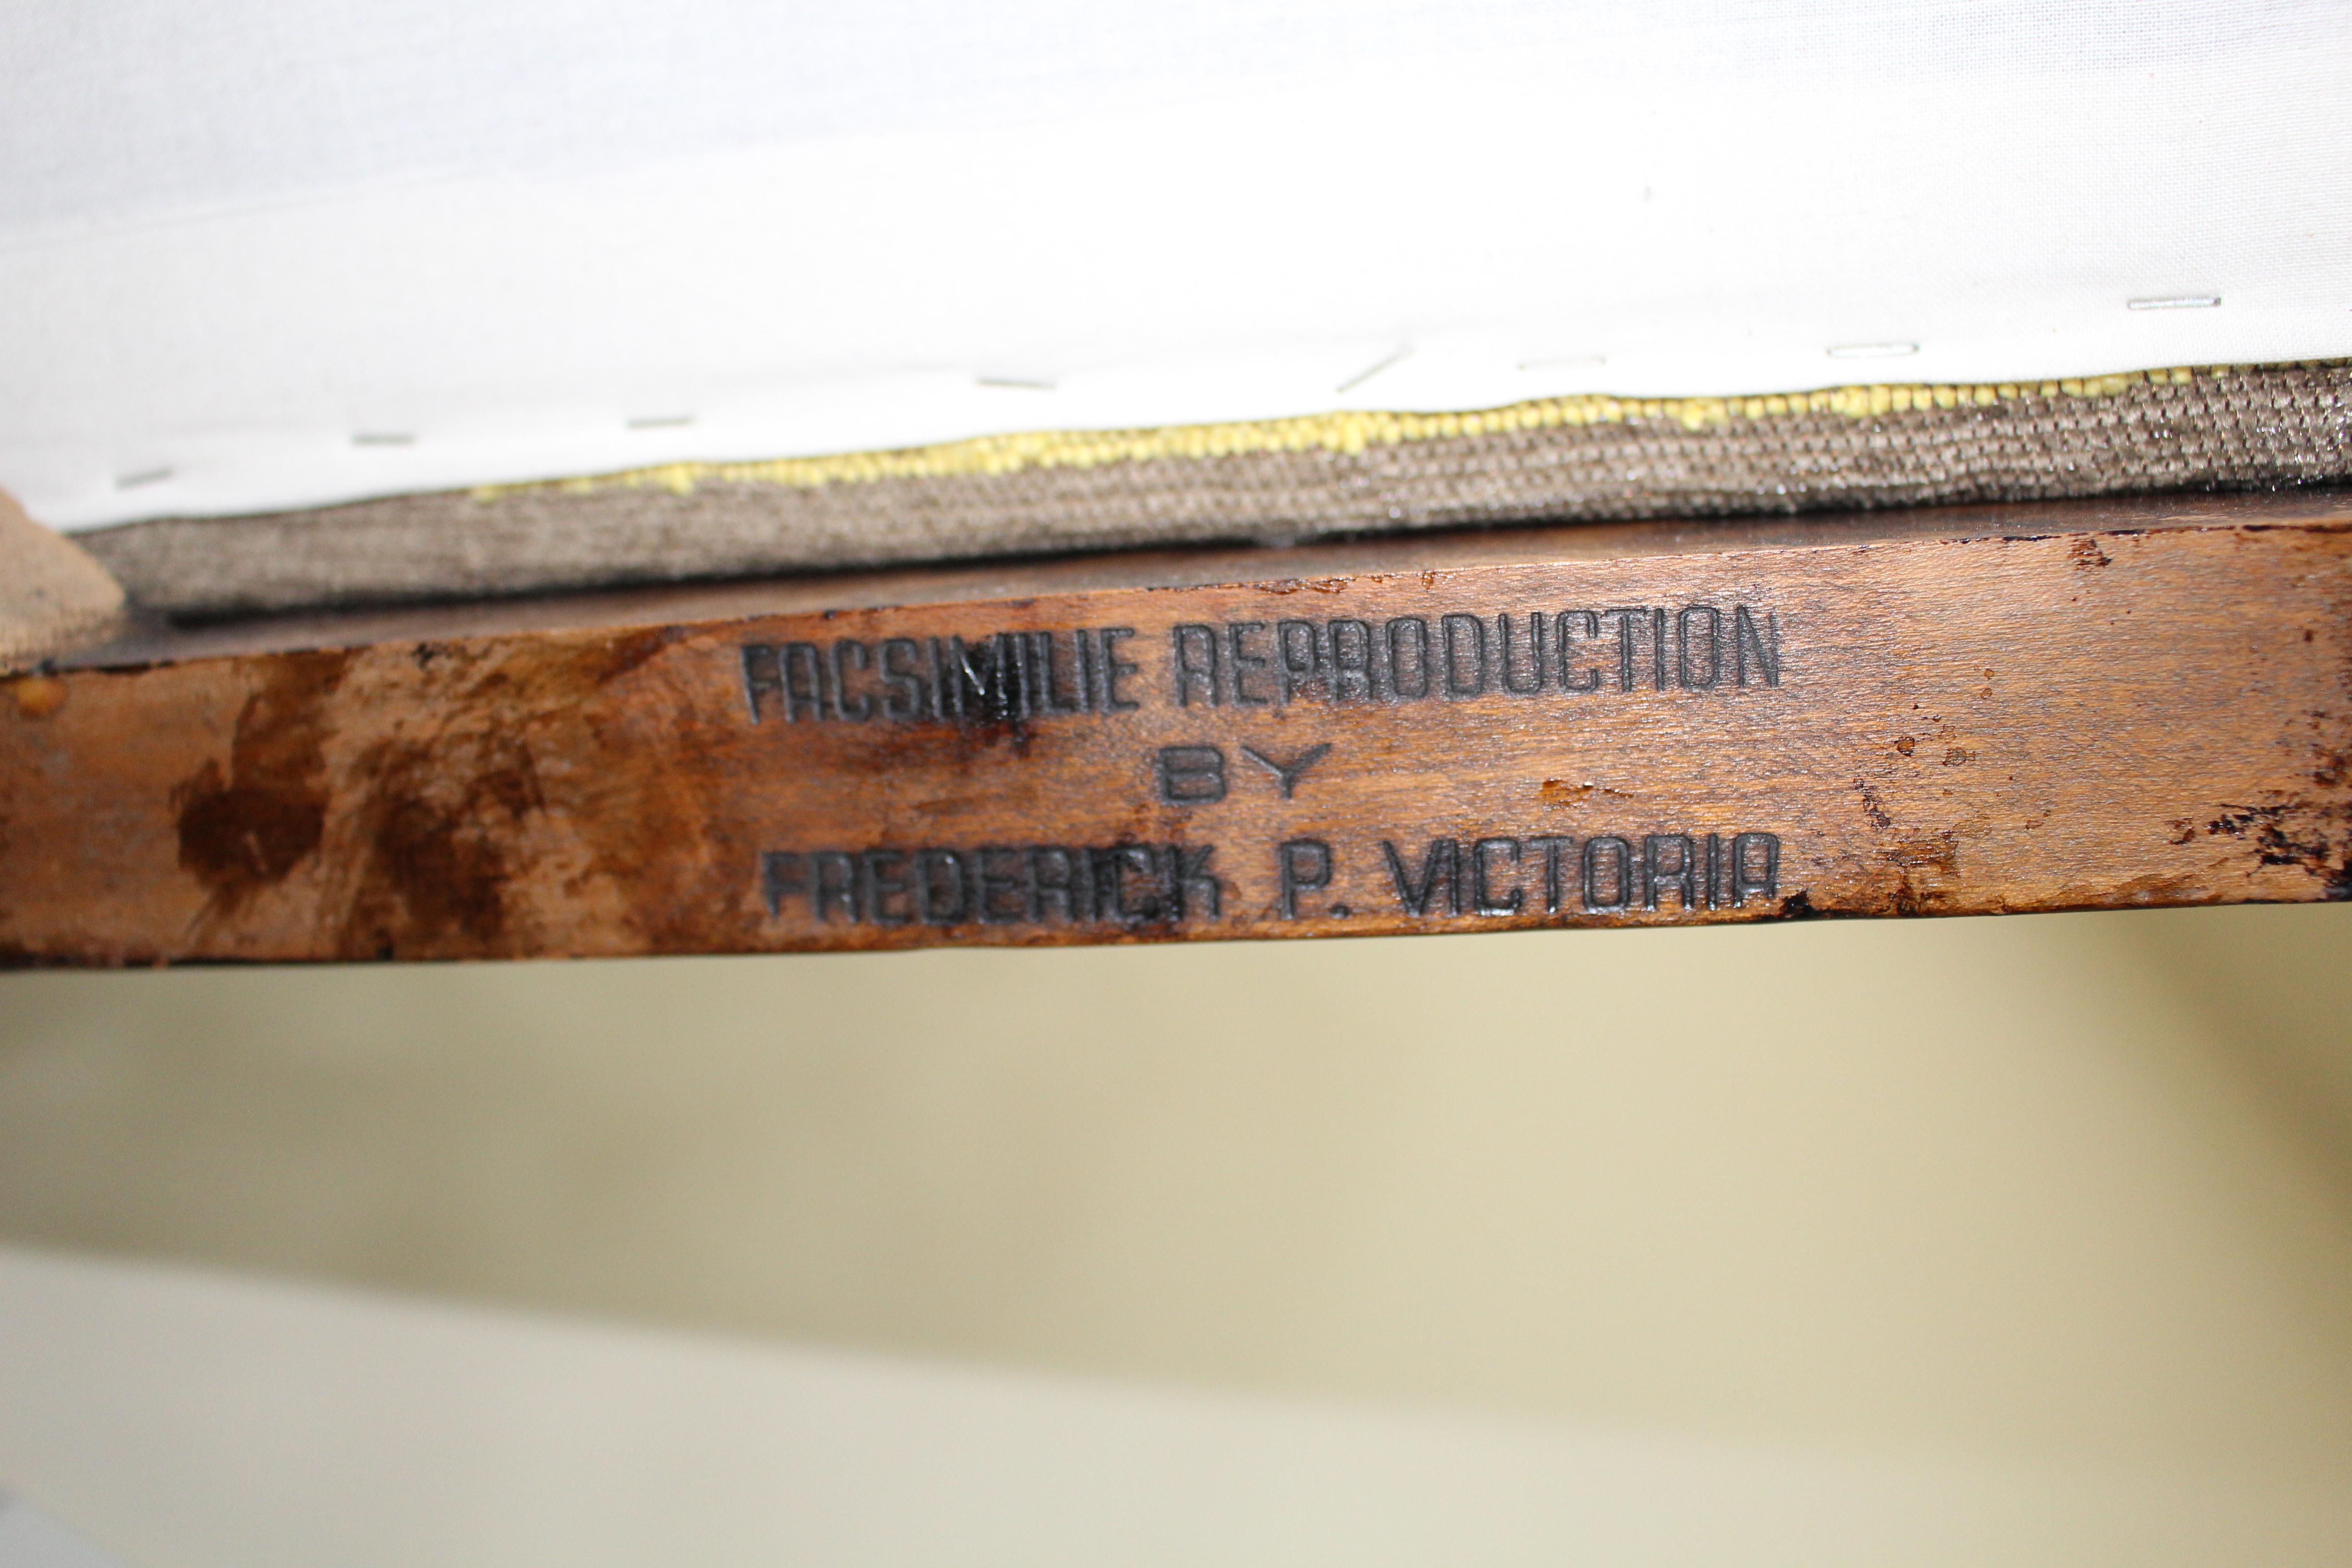 FACSIMILIE REPRODUCTION
BY
FREDERICK P. VICTORIA